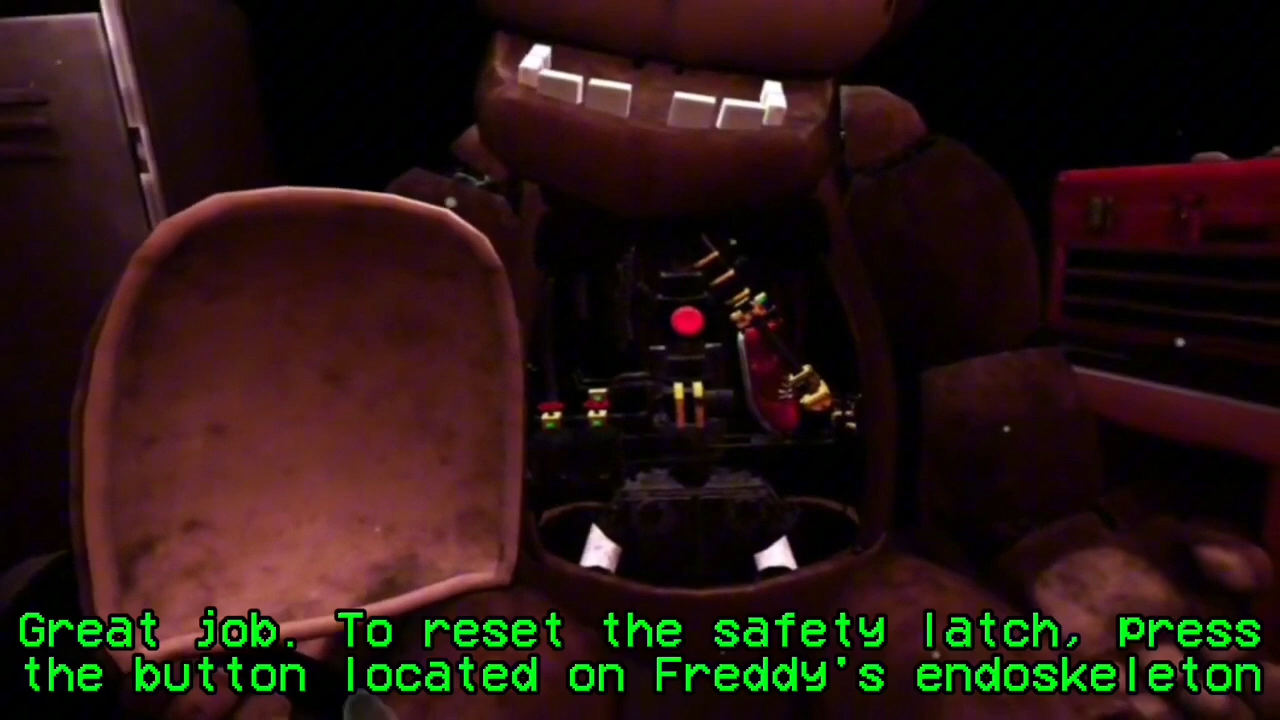 Great job. To reset the safety latch, press
the button located on Freddy's endoskeleton